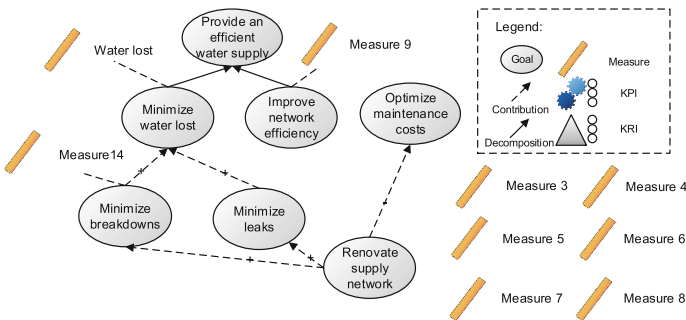 Provide an
efficient
water supply
Water lost
Measure 9
Minimize
water lost
Improve
network
efficiency
Optimize
maintenance
costs
Measure14
Minimize
breakdowns
Minimize
leaks
Renovate
supply
network
+
+
+
+
-
Legend:
Goal
Measure
KPI
Contribution
KRI
Decomposition
Measure 3
Measure 4
Measure 5
Measure 6
Measure 7
Measure 8